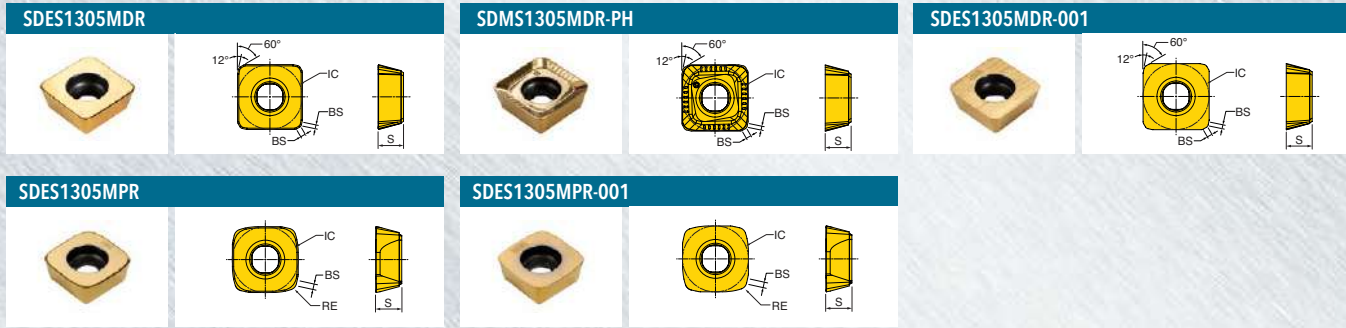 SDES1305MDR
60°
12°
IC
BS
BS
S
SDMS1305MDR-PH
60°
12°
IC
BS
BS
S
SDES1305MDR-001
60°
12°
IC
BS
BS
S
SDES1305MPR
IC
BS
RE
S
SDES1305MPR-001
IC
BS
RE
S